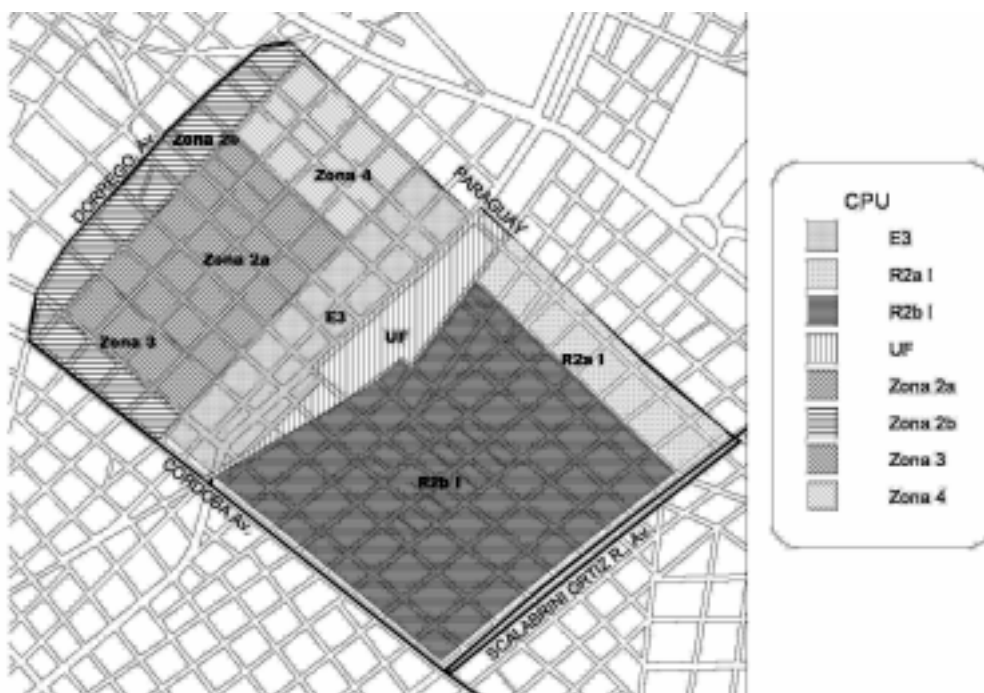 DORREGO Av.
Zona 2b
Zona 4
PARAGUAY
Zona 2a
Zona 3
E3
UF
R2a I
R2b I
CORDOBA Av.
SCALABRINI ORTIZ R. Av.
CPU
E3
R2a I
R2b I
UF
Zona 2a
Zona 2b
Zona 3
Zona 4